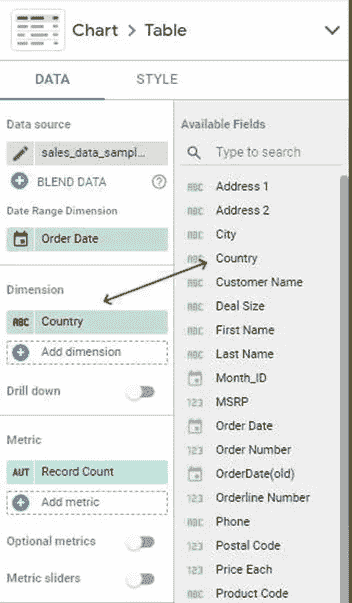 Chart > Table
DATA
STYLE
Data source
sales_data_sampl...
BLEND DATA
Date Range Dimension
Order Date
Dimension
ABC Country
Add dimension
Drill down
Metric
AUT Record Count
Add metric
Optional metrics
Metric sliders
Available Fields
Type to search
ABC Address 1
ABC Address 2
ABC City
ABC Country
ABC Customer Name
ABC Deal Size
ABC First Name
ABC Last Name
Month_ID
123 MSRP
Order Date
123 Order Number
OrderDate(old)
123 Orderline Number
ABC Phone
123 Postal Code
123 Price Each
ABC Product Code